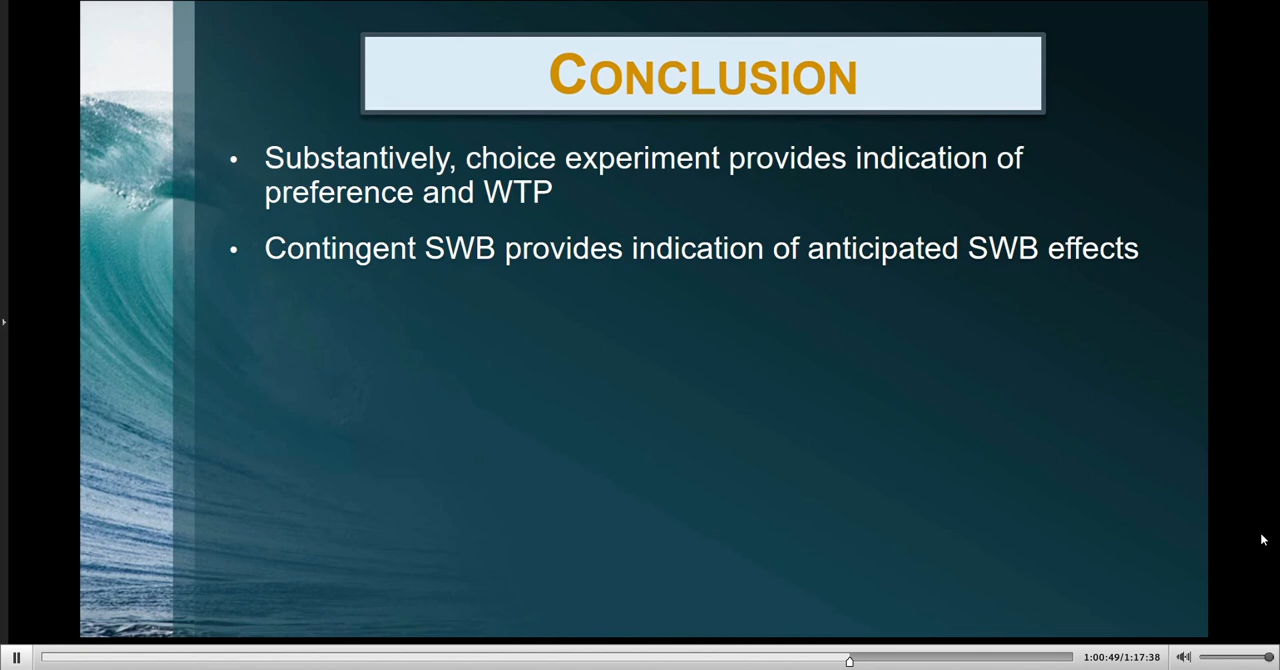 CONCLUSION
• Substantively, choice experiment provides indication of
preference and WTP
• Contingent SWB provides indication of anticipated SWB effects
1:00:49/1:17:38